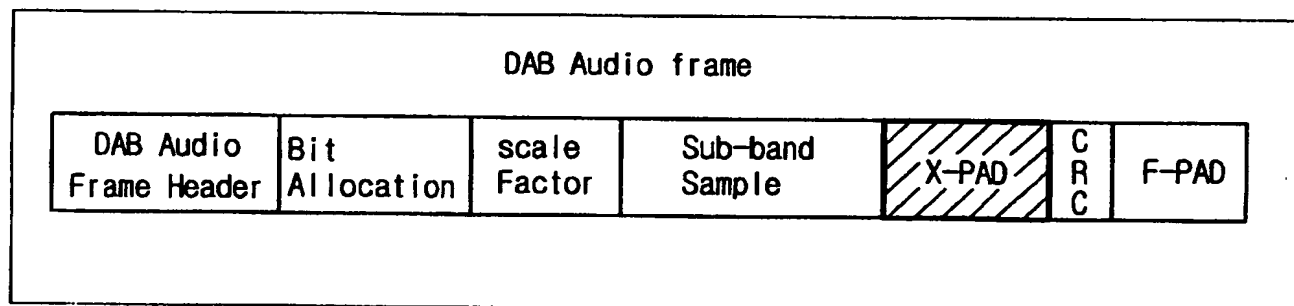 DAB Audio frame
DAB Audio
Frame Header
Bit
Allocation
scale
Factor
Sub-band
Sample
X-PAD
C
R
C
F-PAD